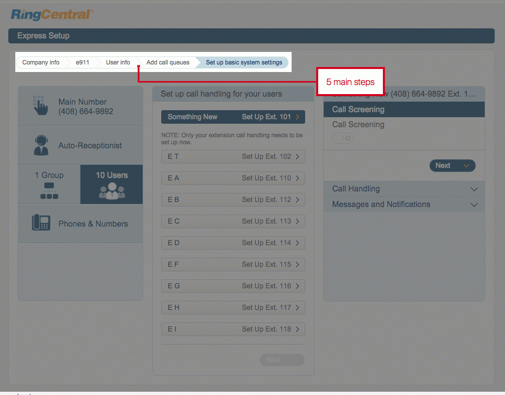 RingCentral
Express Setup
Company info
e911
User info
Add call queues
Set up basic system settings
5 main steps
Main Number
(408) 664-9892
Auto-Receptionist
1 Group
10 Users
Phones & Numbers
Set up call handling for your users
Something New
Set Up Ext. 101
NOTE: Only your extension call handling needs to be
set up now.
E T
Set Up Ext. 102
E A
Set Up Ext. 110
E B
Set Up Ext. 112
E C
Set Up Ext. 113
E D
Set Up Ext. 114
E F
Set Up Ext. 115
E G
Set Up Ext. 116
E H
Set Up Ext. 117
E I
Set Up Ext. 118
(408) 664-9892 Ext. 1...
Call Screening
Call Screening
Next
Call Handling
Messages and Notifications